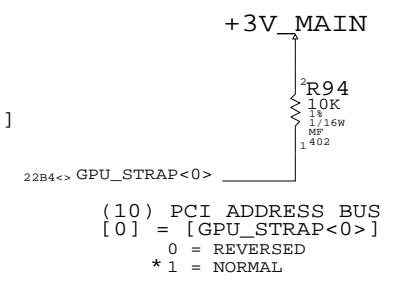 +3V_MAIN
2
R94
10K
1%
1/16W
MF
402
1
]
22B4<> GPU_STRAP<0>
(10) PCI ADDRESS BUS
[0] = [GPU_STRAP<0>]
0 = REVERSED
* 1 = NORMAL